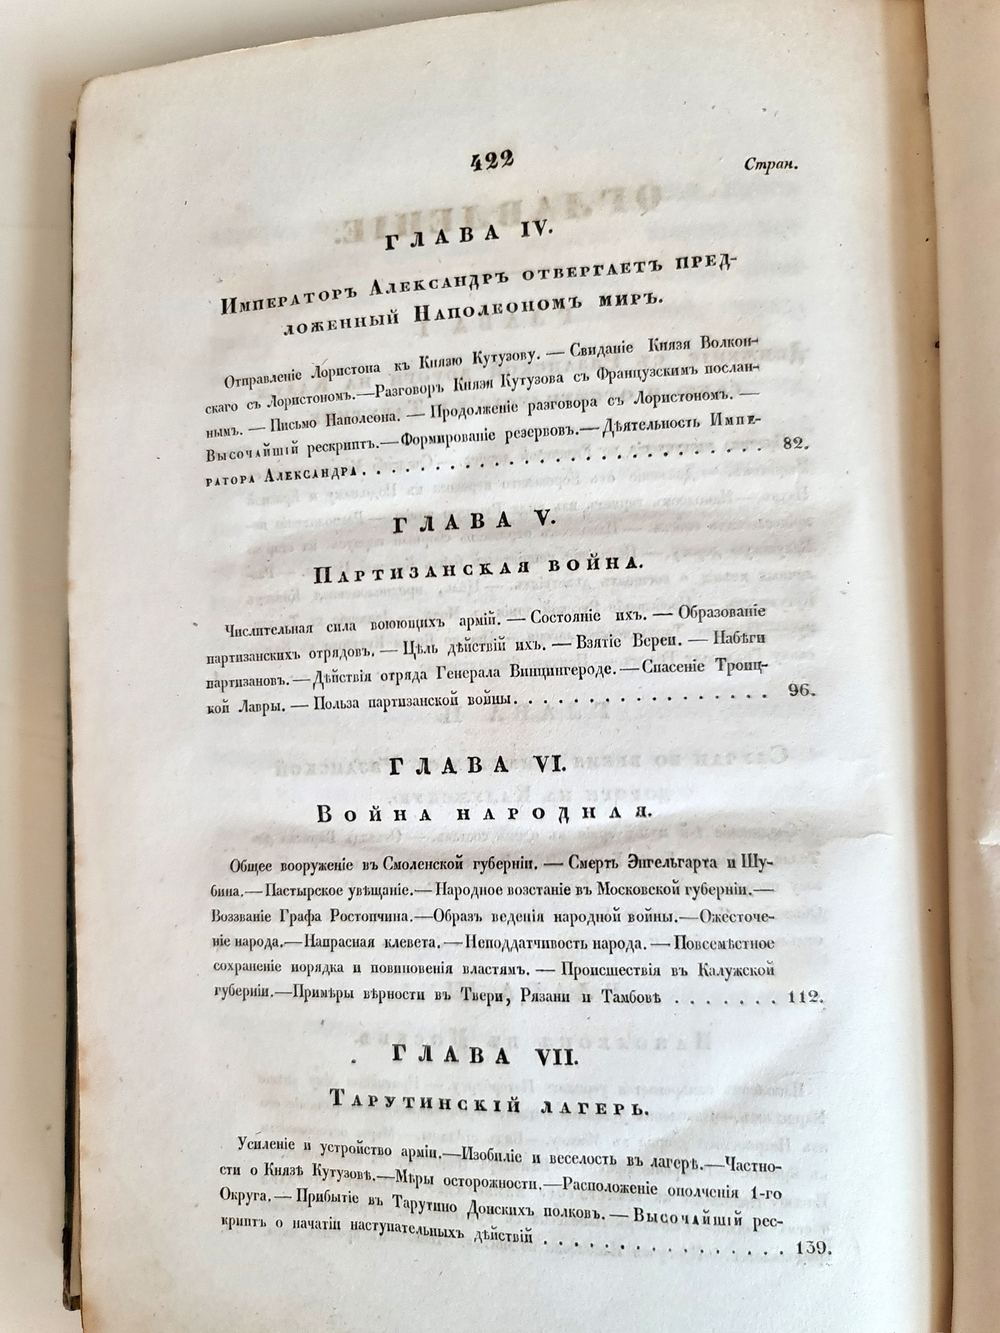 422
Стран.
ГЛАВА IV.
Императоръ Александръ отвергаетъ пред-
ложенный Наполеономъ миръ.
Отправленіе Лористона къ Князю Кутузову. — Свиданіе Князя Волкон-
скаго съ Лористономъ.—Разговоръ Князя Кутузова съ Французскимъ послан-
нымъ. — Письмо Наполеона. — Продолженіе разговора съ Лористономъ. —
Высочайшій рескриптъ.—Формированіе резервовъ.—Дѣятельность Импе-
ратора Александра. . . . . . . . . . . . . . . . . . . . . . 82.
ГЛАВА V.
Партизанская война.
Числительная сила воюющихъ армій. — Состояніе ихъ. — Образованіе
партизанскихъ отрядовъ. — Цѣль дѣйствій ихъ. — Взятіе Вереи. — Набѣги
партизановъ.—Дѣйствія отряда Генерала Винцингероде.—Спасеніе Троиц-
кой Лавры. — Польза партизанской войны. . . . . . . . . . . . . . . 96.
ГЛАВА VI.
Война народная.
Общее вооруженіе въ Смоленской губерніи. — Смерть Энгельгарта и Шу-
бина.—Пастырское увѣщаніе.—Народное возстаніе въ Московской губерніи.—
Воззваніе Графа Ростопчина.—Образъ веденія народной войны.—Ожесточе-
ніе народа.—Напрасная клевета.—Неподдатчивость народа. — Повсемѣстное
сохраненіе порядка и повиновенія властямъ. — Происшествія въ Калужской
губерніи.—Примѣры вѣрности въ Твери, Рязани и Тамбовѣ . . . . . . . 112.
ГЛАВА VII.
Тарутинскій лагерь.
Усиленіе и устройство арміи.—Изобиліе и веселость въ лагерѣ.—Частно-
сти о Князѣ Кутузовѣ.—Мѣры осторожности.—Расположеніе ополченія 1-го
Округа.— Прибытіе въ Тарутино Донскихъ полковъ. — Высочайшій рес-
криптъ о начатіи наступательныхъ дѣйствій . . . . . . . . . . . . . 139.